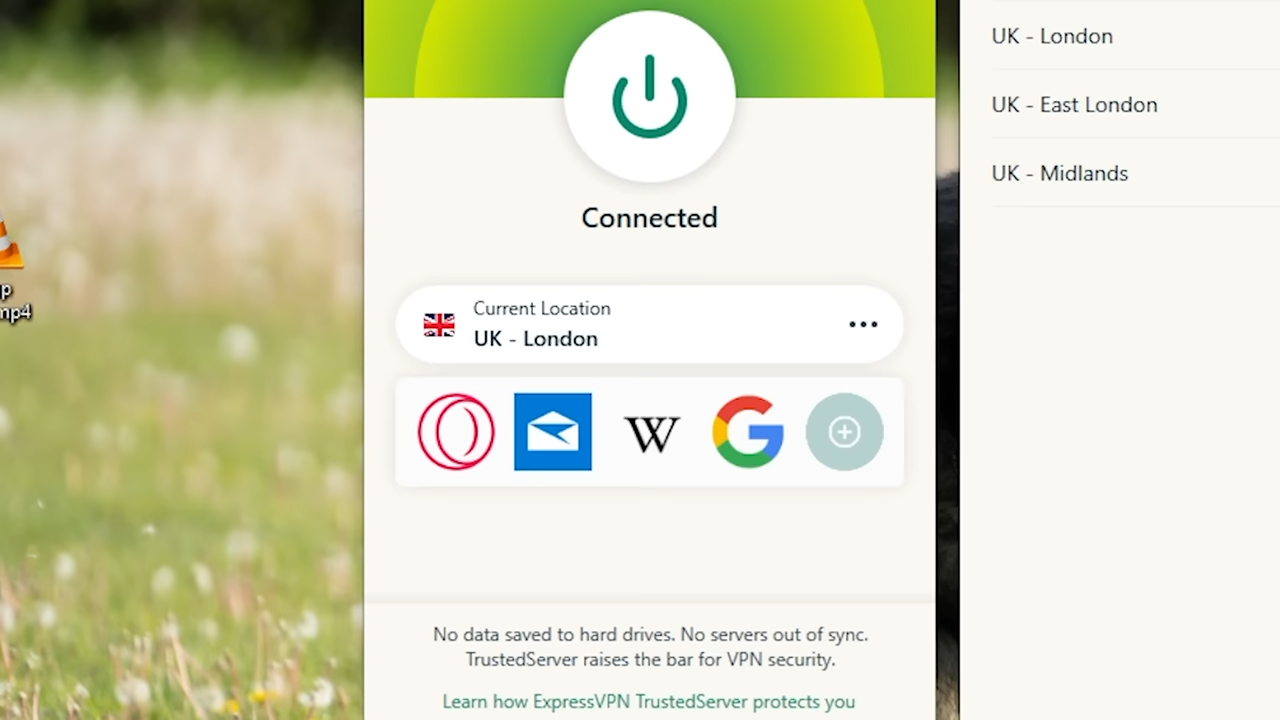 p
mp4
Connected
Current Location
UK - London
W
No data saved to hard drives. No servers out of sync.
TrustedServer raises the bar for VPN security.
Learn how ExpressVPN TrustedServer protects you
UK - London
UK - East London
UK - Midlands